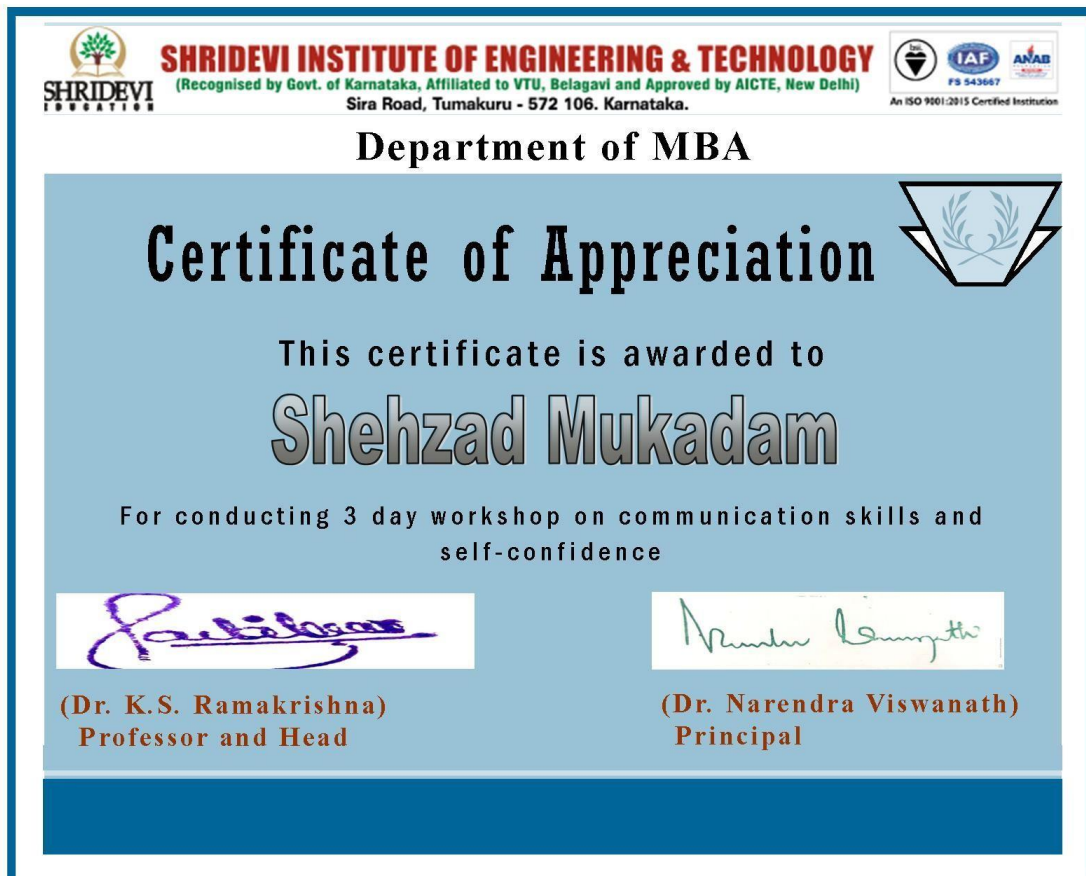 SHRIDEVI
EDUCATION
SHRIDEVI INSTITUTE OF ENGINEERING & TECHNOLOGY
(Recognised by Govt. of Karnataka, Affiliated to VTU, Belagavi and Approved by AICTE, New Delhi)
Sira Road, Tumakuru - 572 106. Karnataka.
bsi.
IAF
ANAB
FS 543667
An ISO 9001:2015 Certified Institution
Department of MBA
Certificate of Appreciation
This certificate is awarded to
Shehzad Mukadam
For conducting 3 day workshop on communication skills and
self-confidence
(Dr. K.S. Ramakrishna)
Professor and Head
(Dr. Narendra Viswanath)
Principal